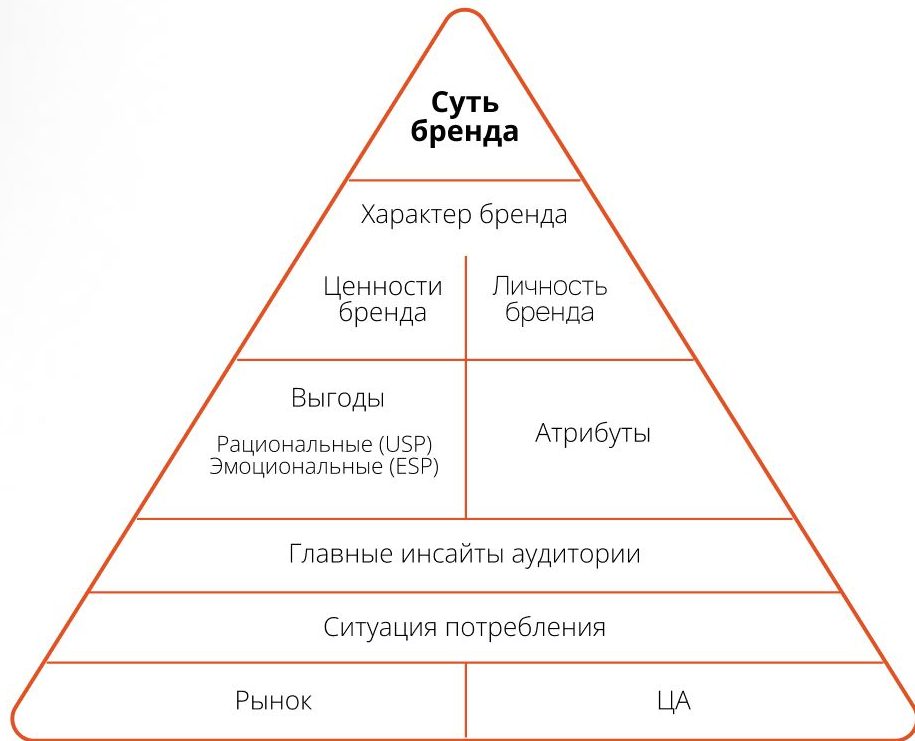 Суть
бренда
Характер бренда
Ценности
бренда
Личность
бренда
Выгоды
Рациональные (USP)
Эмоциональные (ESP)
Атрибуты
Главные инсайты аудитории
Ситуация потребления
Рынок
ЦА